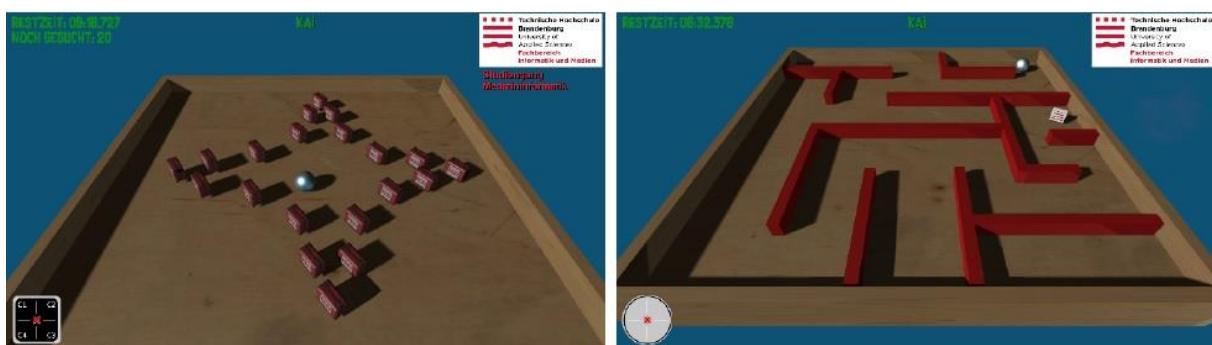 RESTZEIT: 09:18.727
NOCH GESUCHT: 20
KAI
Technische Hochschule
Brandenburg
University of
Applied Sciences
Fachbereich
Informatik und Medien
Studiengang
Medizininformatik
C1 C2
C4 C3
RESTZEIT: 08:32.378
KAI
Technische Hochschule
Brandenburg
University of
Applied Sciences
Fachbereich
Informatik und Medien